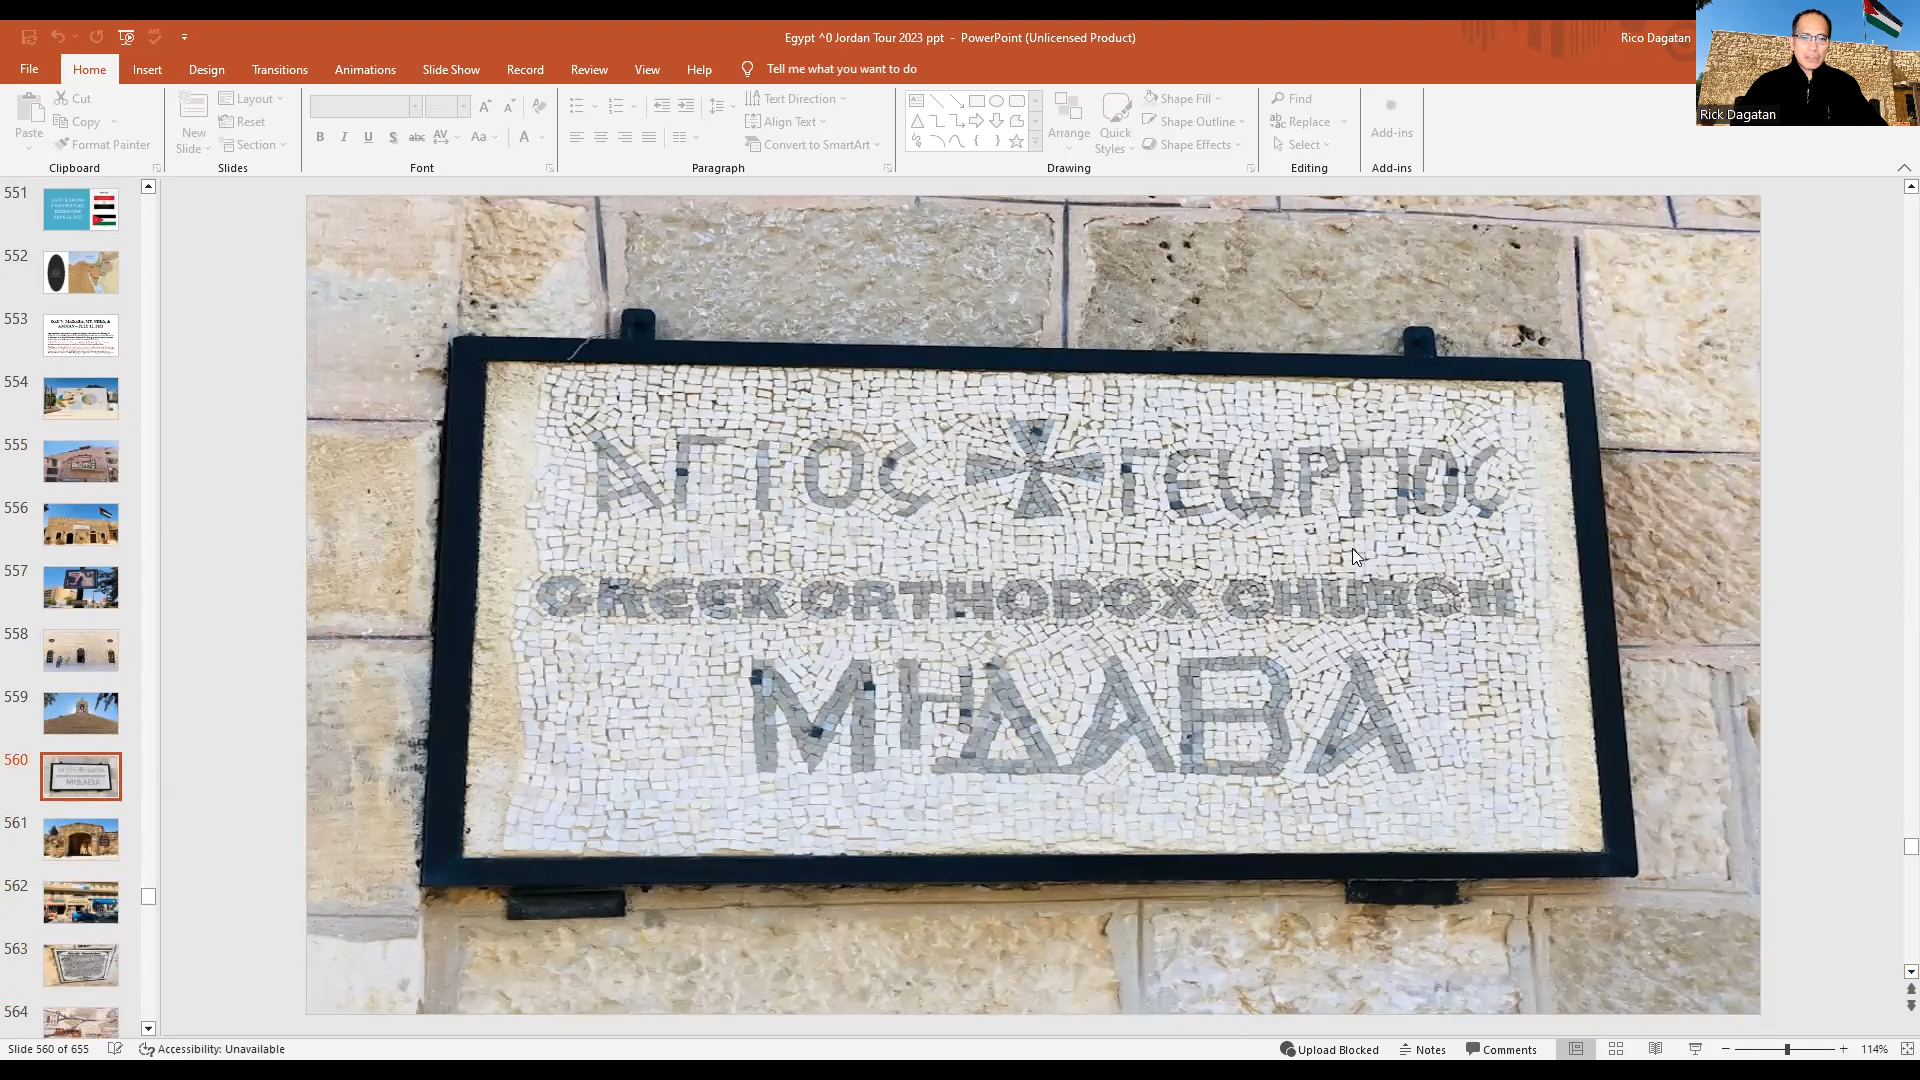 Egypt ^0 Jordan Tour 2023 ppt - PowerPoint (Unlicensed Product)
Rico Dagatan
File Home Insert Design Transitions Animations Slide Show Record Review View Help Tell me what you want to do
Paste
Cut
Copy
Format Painter
Clipboard
New Slide
Layout
Reset
Section
Slides
Font
Text Direction
Align Text
Convert to SmartArt
Paragraph
Arrange
Quick Styles
Shape Fill
Shape Outline
Shape Effects
Drawing
Find
Replace
Select
Editing
Add-ins
Add-ins
Rick Dagatan
551
552
553
554
555
556
557
558
559
560
561
562
563
564
ΑΓΙΟς ΓΕΩΡΓΙΟς
GREEK ORTHODOX CHURCH
ΜΗΔΑΒΑ
Slide 560 of 655
Accessibility: Unavailable
Upload Blocked
Notes
Comments
114%